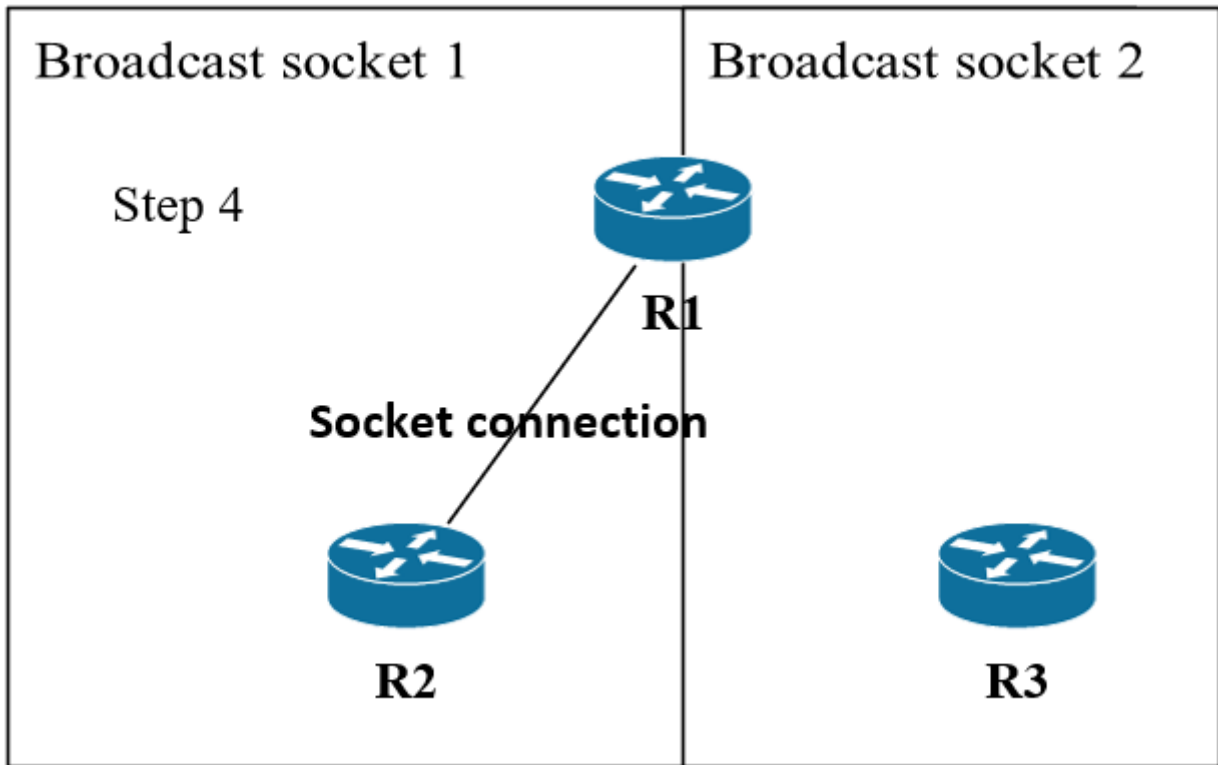 Broadcast socket 1
Broadcast socket 2
Step 4
R1
Socket connection
R2
R3